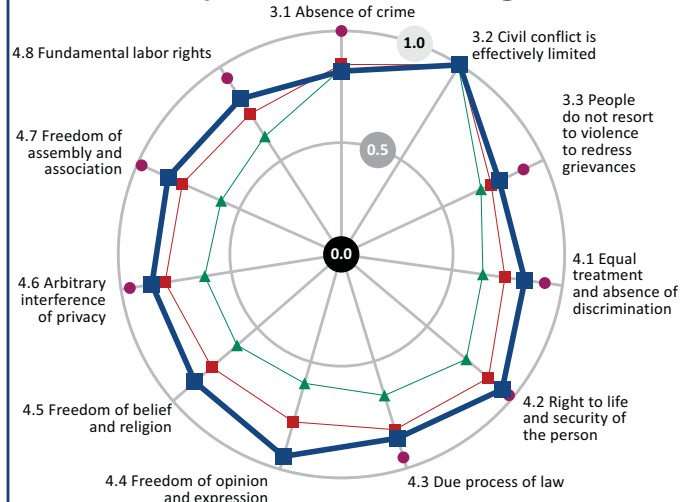 3.1 Absence of crime
1.0
3.2 Civil conflict is
effectively limited
4.8 Fundamental labor rights
3.3 People
do not resort
to violence
to redress
grievances
0.5
4.7 Freedom of
assembly and
association
0.0
4.1 Equal
treatment
and absence of
discrimination
4.6 Arbitrary
interference
of privacy
4.2 Right to life
and security of
the person
4.5 Freedom of belief
and religion
4.3 Due process of law
4.4 Freedom of opinion
and expression